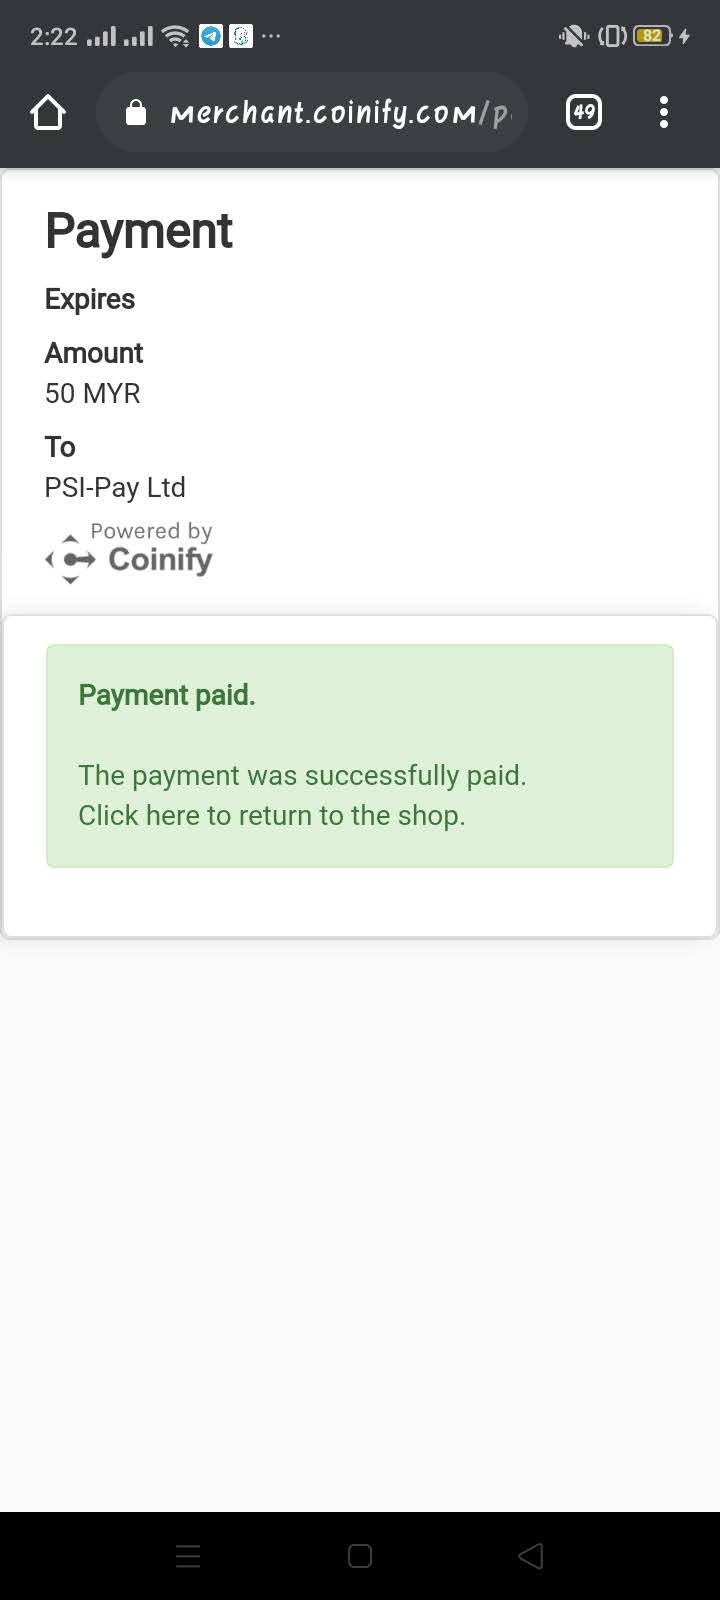 2:22
82
merchant.coinify.com/p
49
Payment
Expires
Amount
50 MYR
To
PSI-Pay Ltd
Powered by
Coinify
Payment paid.
The payment was successfully paid.
Click here to return to the shop.